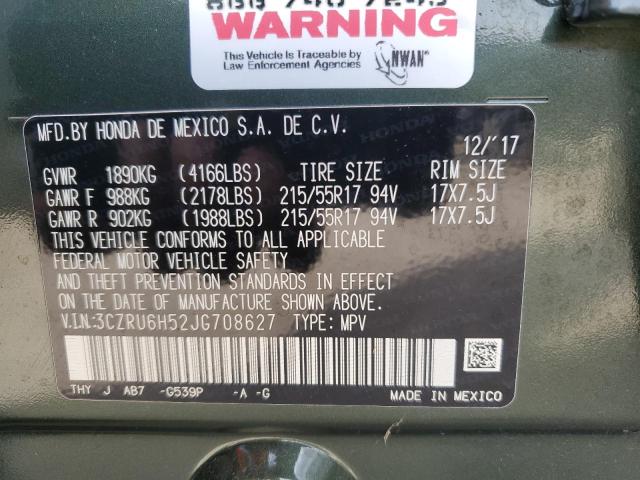 WARNING
This Vehicle is Traceable by
Law Enforcement Agencies
NWAN
MFD.BY HONDA DE MEXICO S.A. DE C.V.
12/'17
GVWR 1890KG (4166LBS) TIRE SIZE RIM SIZE
GAWR F 988KG (2178LBS) 215/55R17 94V 17X7.5J
GAWR R 902KG (1988LBS) 215/55R17 94V 17X7.5J
THIS VEHICLE CONFORMS TO ALL APPLICABLE
FEDERAL MOTOR VEHICLE SAFETY
AND THEFT PREVENTION STANDARDS IN EFFECT
ON THE DATE OF MANUFACTURE SHOWN ABOVE.
V.I.N:3CZRU6H52JG708627 TYPE: MPV
THY J AB7 -G539P -A -G
MADE IN MEXICO